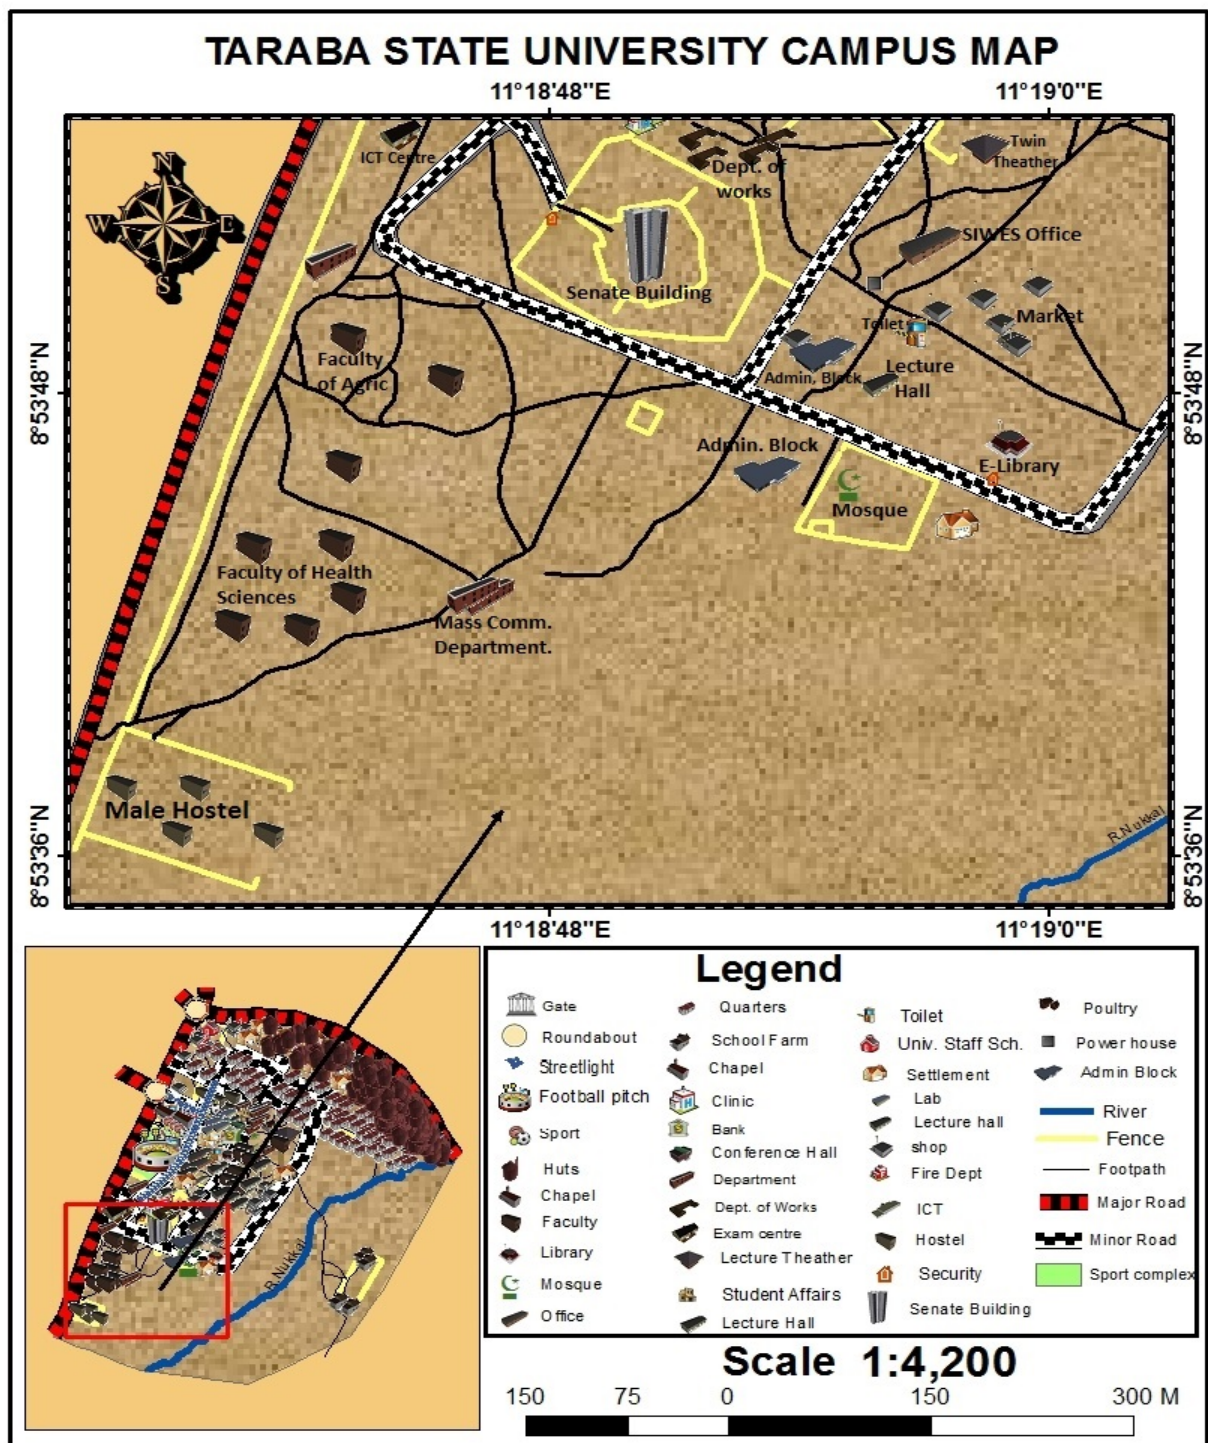 TARABA STATE UNIVERSITY CAMPUS MAP
11°18'48"E
11°19'0"E
N
W
E
S
ICT Centre
Dept. of
works
Twin
Theather
SIWES Office
Senate Building
Market
Toilet
Faculty
of Agric
Admin. Block
Lecture
Hall
8°53'48"N
8°53'48"N
Admin. Block
E-Library
Mosque
Faculty of Health
Sciences
Mass Comm.
Department.
Male Hostel
8°53'36"N
8°53'36"N
R.Nukkai
11°18'48"E
11°19'0"E
R.Nukkai
Legend
Gate
Roundabout
Streetlight
Football pitch
Sport
Huts
Chapel
Faculty
Library
Mosque
Office
Quarters
School Farm
Chapel
Clinic
Bank
Conference Hall
Department
Dept. of Works
Exam centre
Lecture Theather
Student Affairs
Lecture Hall
Toilet
Univ. Staff Sch.
Settlement
Lab
Lecture hall
shop
Fire Dept
ICT
Hostel
Security
Senate Building
Poultry
Power house
Admin Block
River
Fence
Footpath
Major Road
Minor Road
Sport complex
Scale 1:4,200
150 75 0 150 300 M